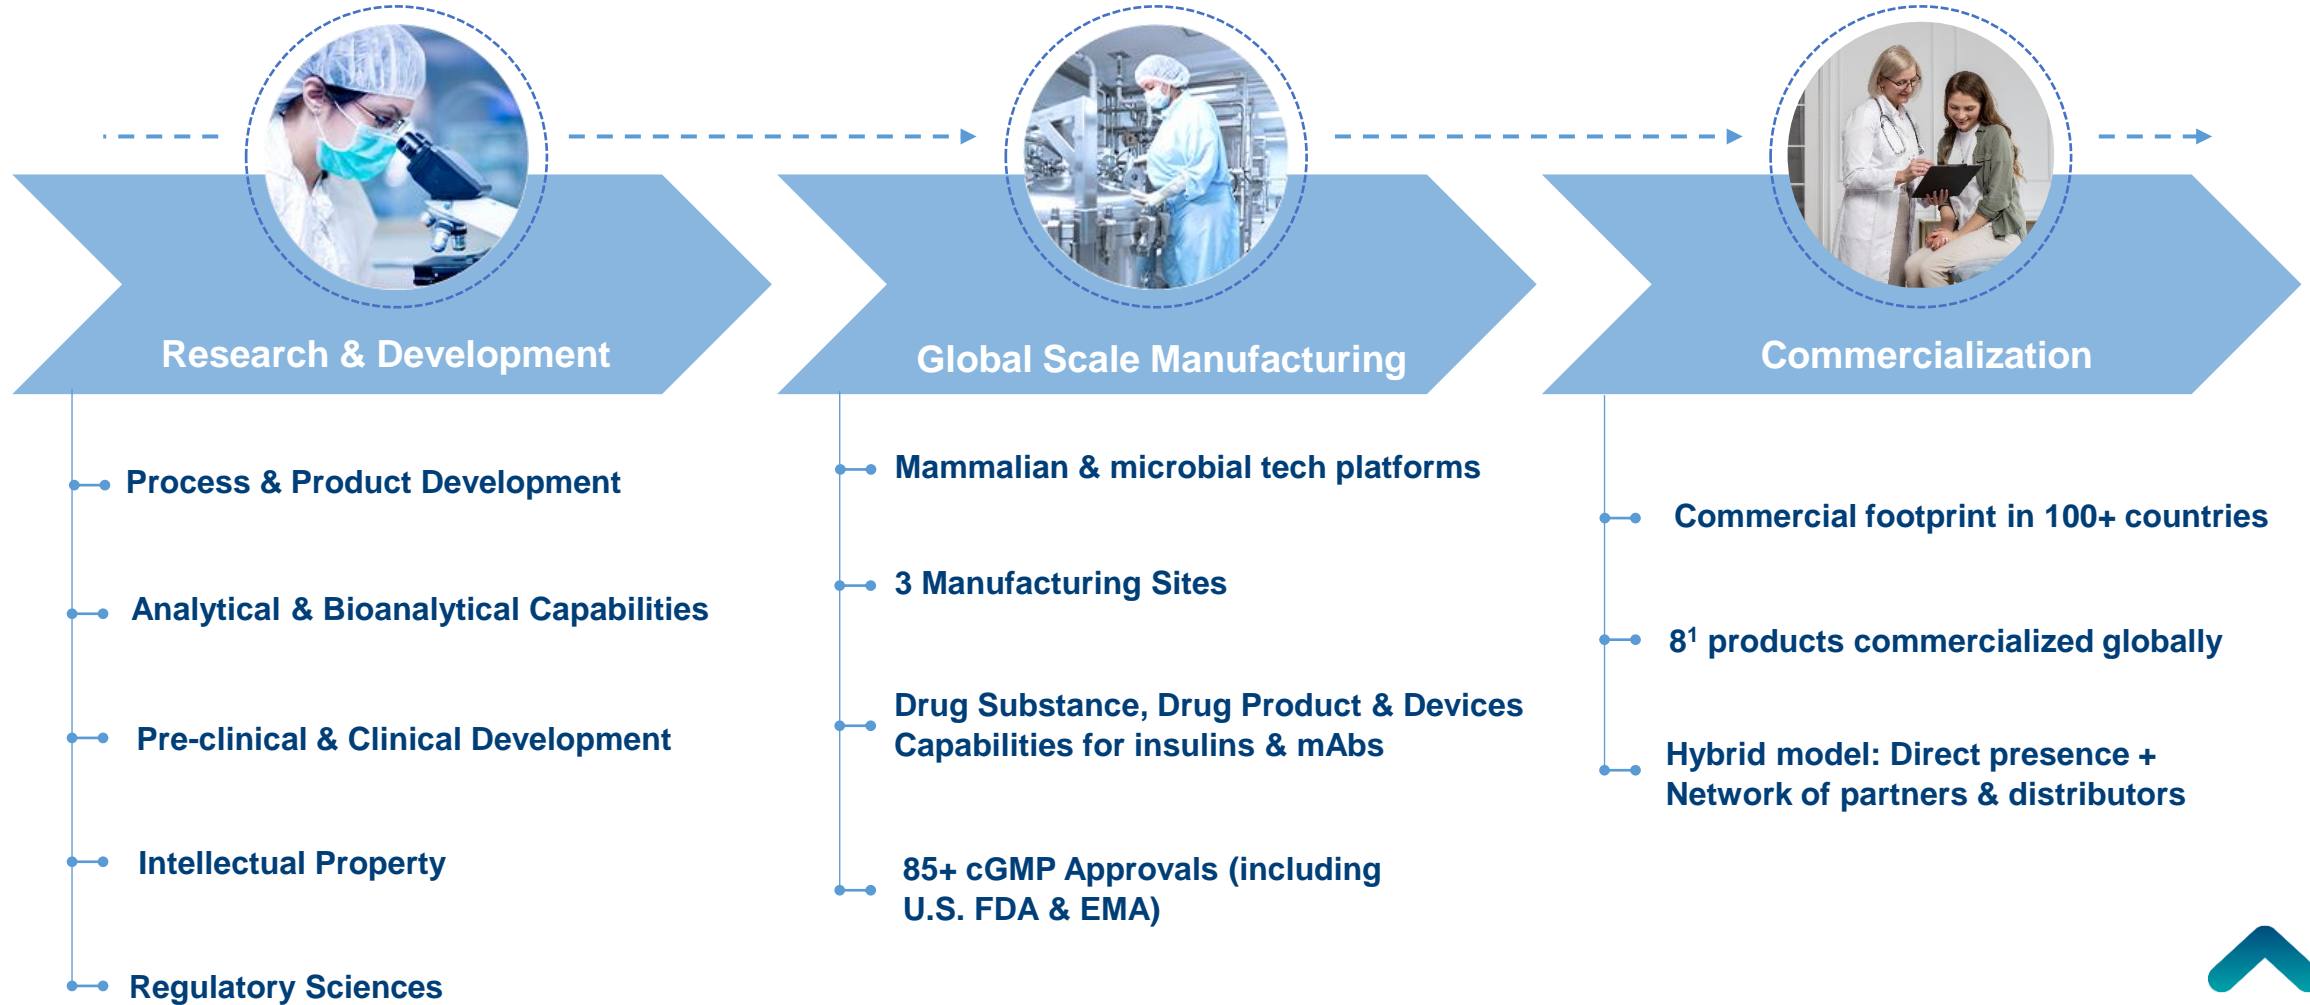 Research & Development
Process & Product Development
Analytical & Bioanalytical Capabilities
Pre-clinical & Clinical Development
Intellectual Property
Regulatory Sciences
Global Scale Manufacturing
Mammalian & microbial tech platforms
3 Manufacturing Sites
Drug Substance, Drug Product & Devices
Capabilities for insulins & mAbs
85+ cGMP Approvals (including
U.S. FDA & EMA)
Commercialization
Commercial footprint in 100+ countries
8¹ products commercialized globally
Hybrid model: Direct presence +
Network of partners & distributors